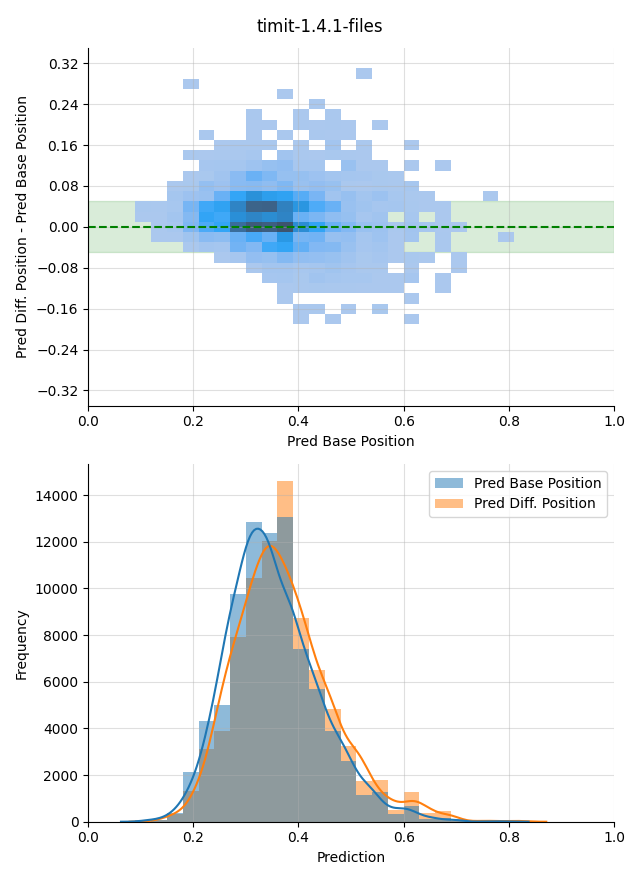 timit-1.4.1-files
Pred Diff. Position - Pred Base Position
0.32
0.24
0.16
0.08
0.00
−0.08
−0.16
−0.24
−0.32
0.0 0.2 0.4 0.6 0.8 1.0
Pred Base Position
Frequency
14000
12000
10000
8000
6000
4000
2000
0
Pred Base Position
Pred Diff. Position
0.0 0.2 0.4 0.6 0.8 1.0
Prediction